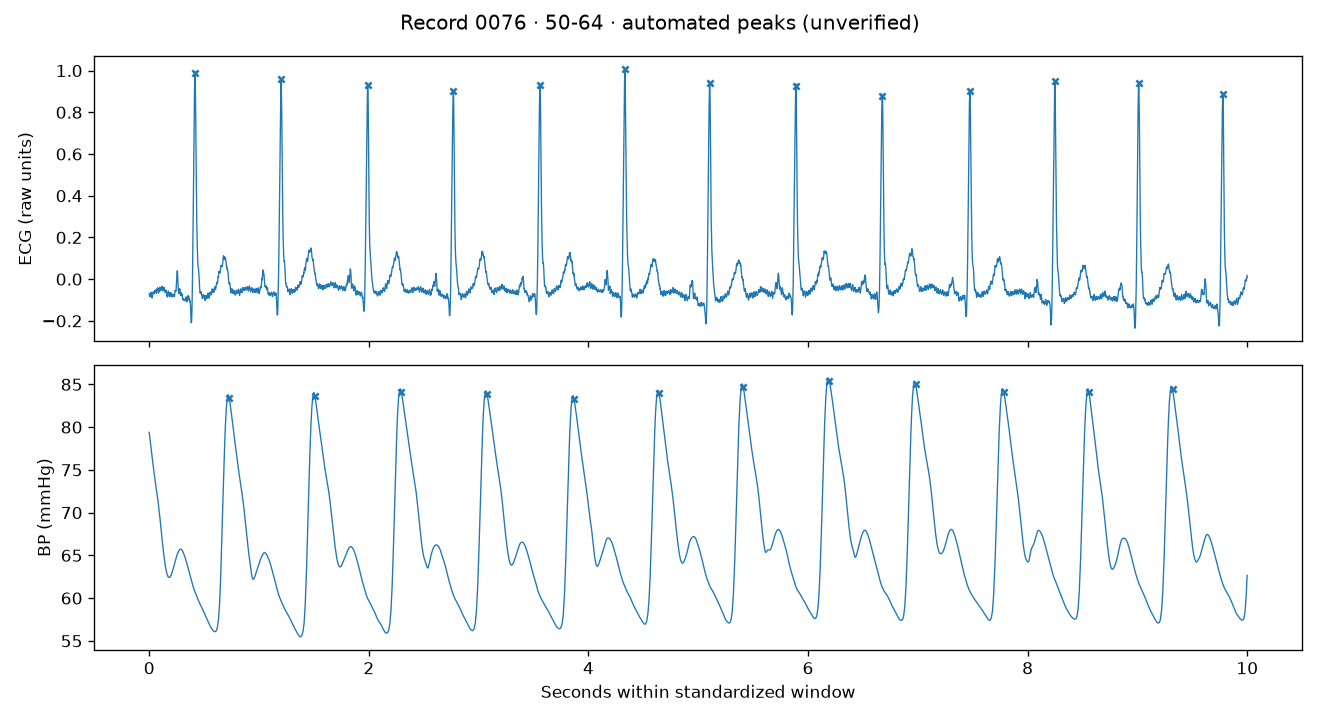 Record 0076 · 50-64 · automated peaks (unverified)
ECG (raw units)
1.0
0.8
0.6
0.4
0.2
0.0
−0.2
BP (mmHg)
85
80
75
70
65
60
55
0 2 4 6 8 10
Seconds within standardized window